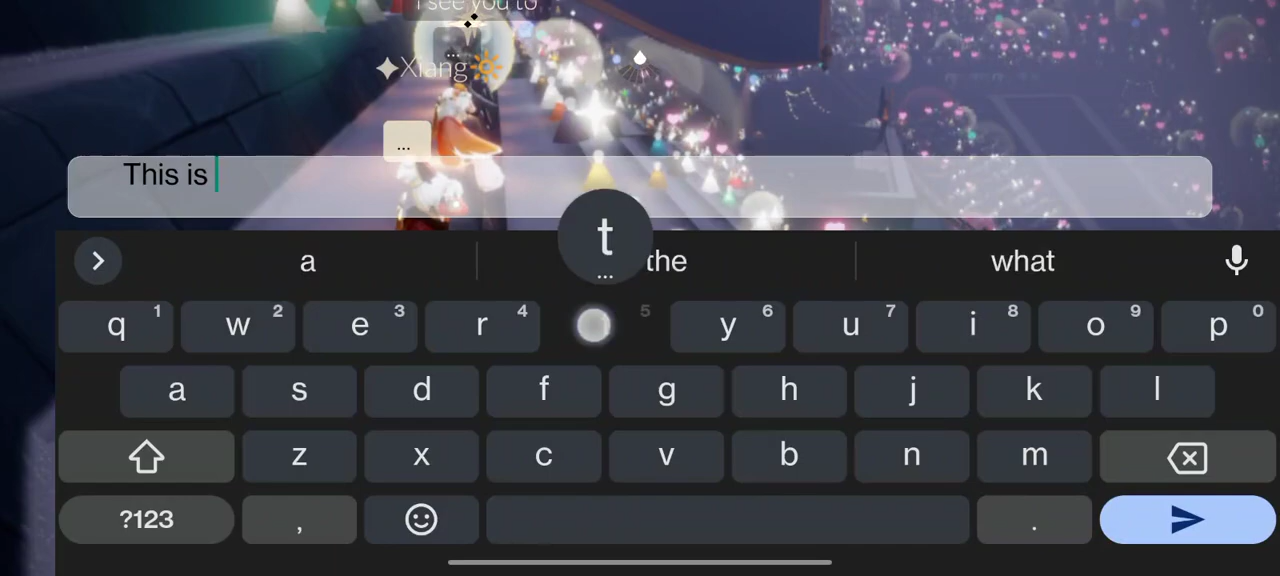 I see you to
...
✦Xiang🔆
...
This is
t
...
a the what
q 1 w 2 e 3 r 4 5 y 6 u 7 i 8 o 9 p 0
a s d f g h j k l
z x c v b n m
?123 , .